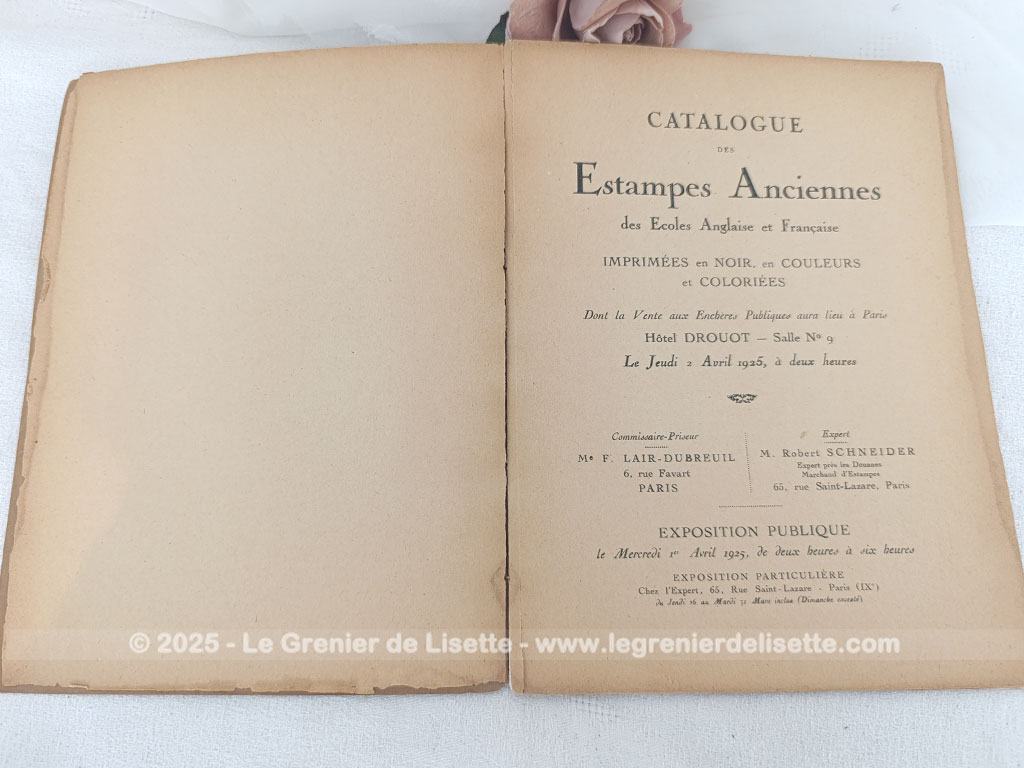 CATALOGUE
DES
Estampes Anciennes
des Ecoles Anglaise et Française
IMPRIMÉES en NOIR, en COULEURS
et COLORIÉES
Dont la Vente aux Enchères Publiques aura lieu à Paris
Hôtel DROUOT — Salle No 9
Le Jeudi 2 Avril 1925, à deux heures
Commissaire-Priseur
Me F. LAIR-DUBREUIL
6, rue Favart
PARIS
Expert
M. Robert SCHNEIDER
Expert près les Douanes
Marchand d'Estampes
65, rue Saint-Lazare, Paris
EXPOSITION PUBLIQUE
le Mercredi 1er Avril 1925, de deux heures à six heures
EXPOSITION PARTICULIÈRE
Chez l'Expert, 65, Rue Saint-Lazare - Paris (IXe)
du Jeudi 26 au Mardi 31 Mars inclus (Dimanche excepté)
© 2025 - Le Grenier de Lisette - www.legrenierdelisette.com